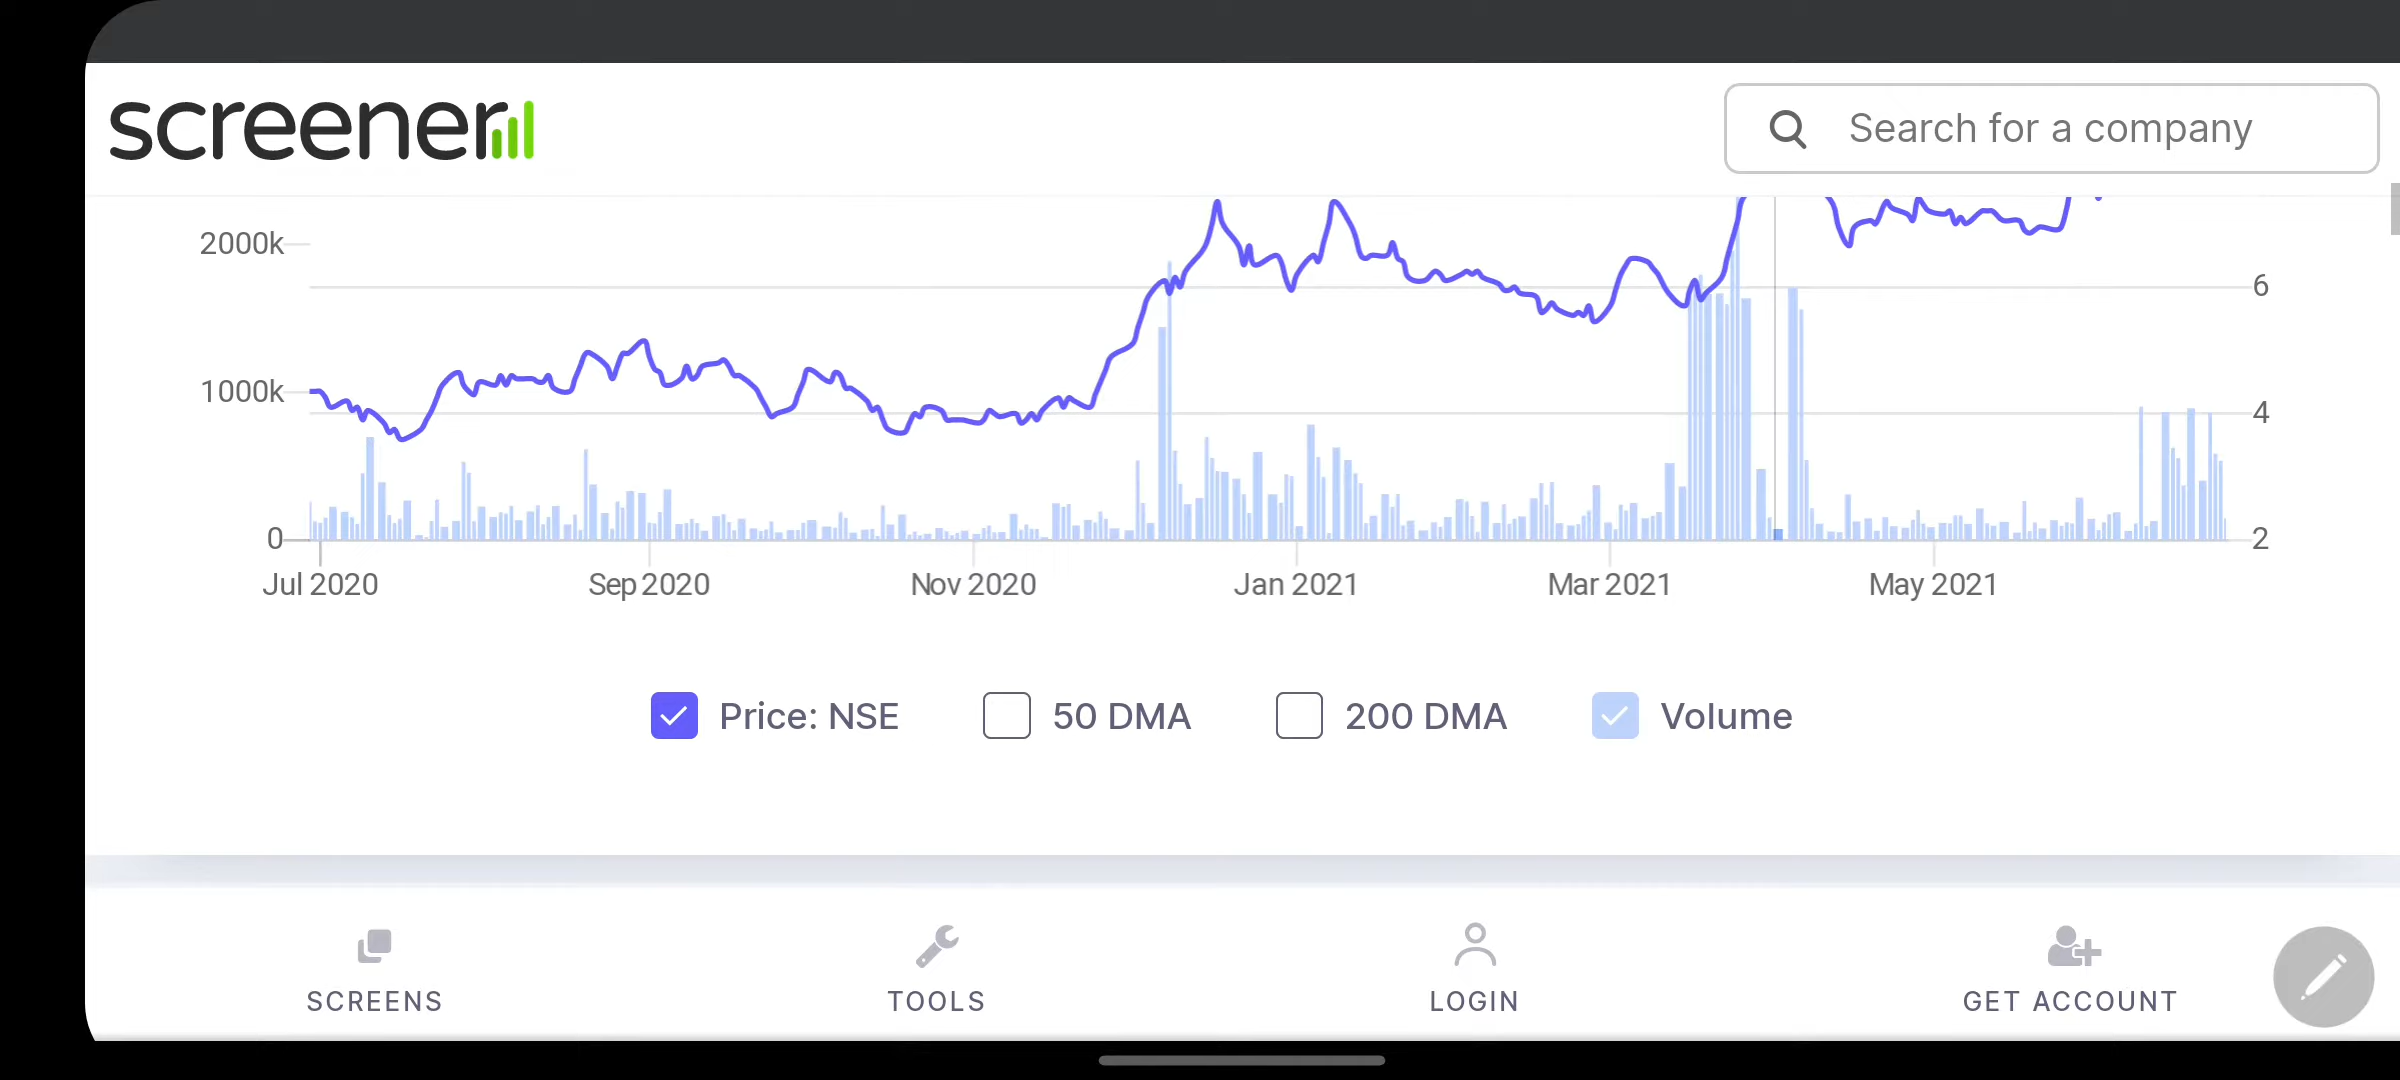 screener
Search for a company
2000k
6
1000k
4
0
2
Jul 2020 Sep 2020 Nov 2020 Jan 2021 Mar 2021 May 2021
Price: NSE 50 DMA 200 DMA Volume
SCREENS TOOLS LOGIN GET ACCOUNT